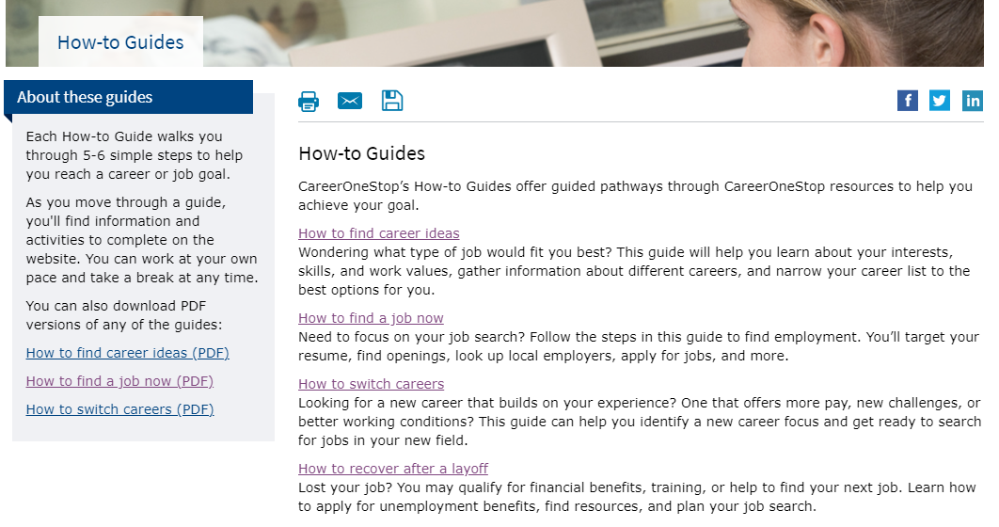 How-to Guides
About these guides
Each How-to Guide walks you
through 5-6 simple steps to help
you reach a career or job goal.
As you move through a guide,
you'll find information and
activities to complete on the
website. You can work at your own
pace and take a break at any time.
You can also download PDF
versions of any of the guides:
How to find career ideas (PDF)
How to find a job now (PDF)
How to switch careers (PDF)
f
in
How-to Guides
CareerOneStop’s How-to Guides offer guided pathways through CareerOneStop resources to help you
achieve your goal.
How to find career ideas
Wondering what type of job would fit you best? This guide will help you learn about your interests,
skills, and work values, gather information about different careers, and narrow your career list to the
best options for you.
How to find a job now
Need to focus on your job search? Follow the steps in this guide to find employment. You’ll target your
resume, find openings, look up local employers, apply for jobs, and more.
How to switch careers
Looking for a new career that builds on your experience? One that offers more pay, new challenges, or
better working conditions? This guide can help you identify a new career focus and get ready to search
for jobs in your new field.
How to recover after a layoff
Lost your job? You may qualify for financial benefits, training, or help to find your next job. Learn how
to apply for unemployment benefits, find resources, and plan your job search.